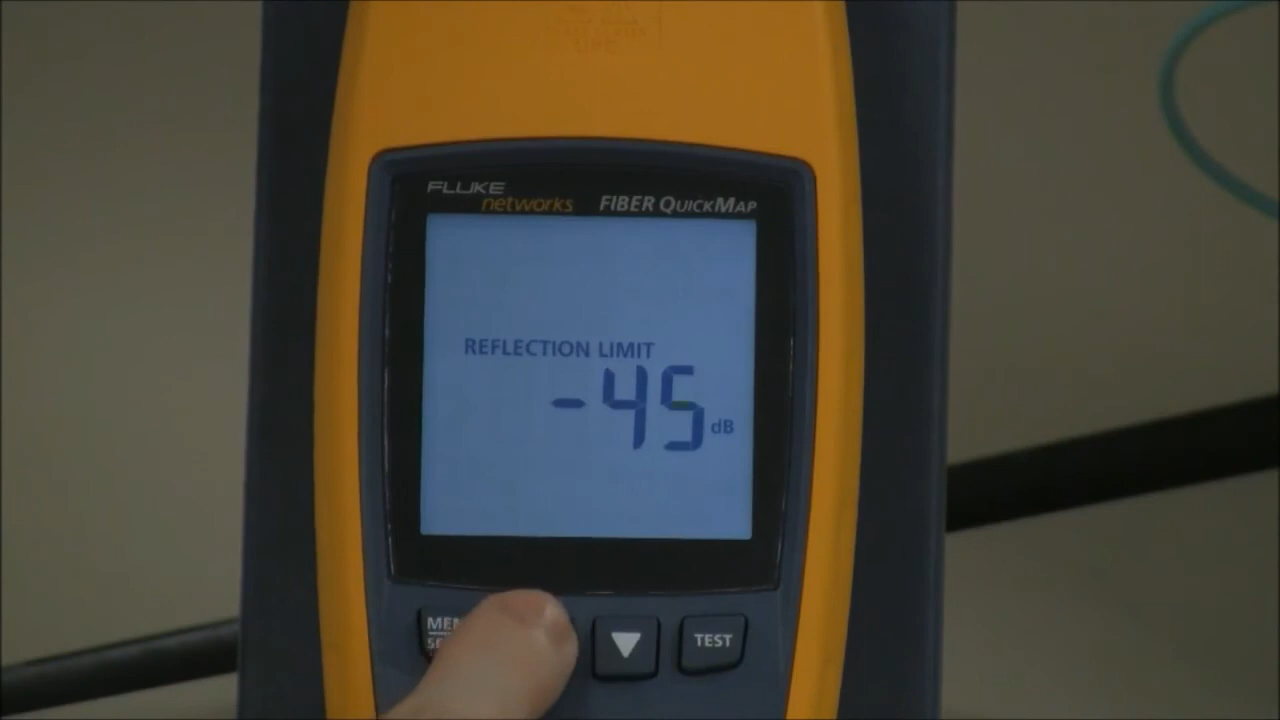 FLUKE
networks
FIBER QUICKMAP
REFLECTION LIMIT
-45 dB
TEST